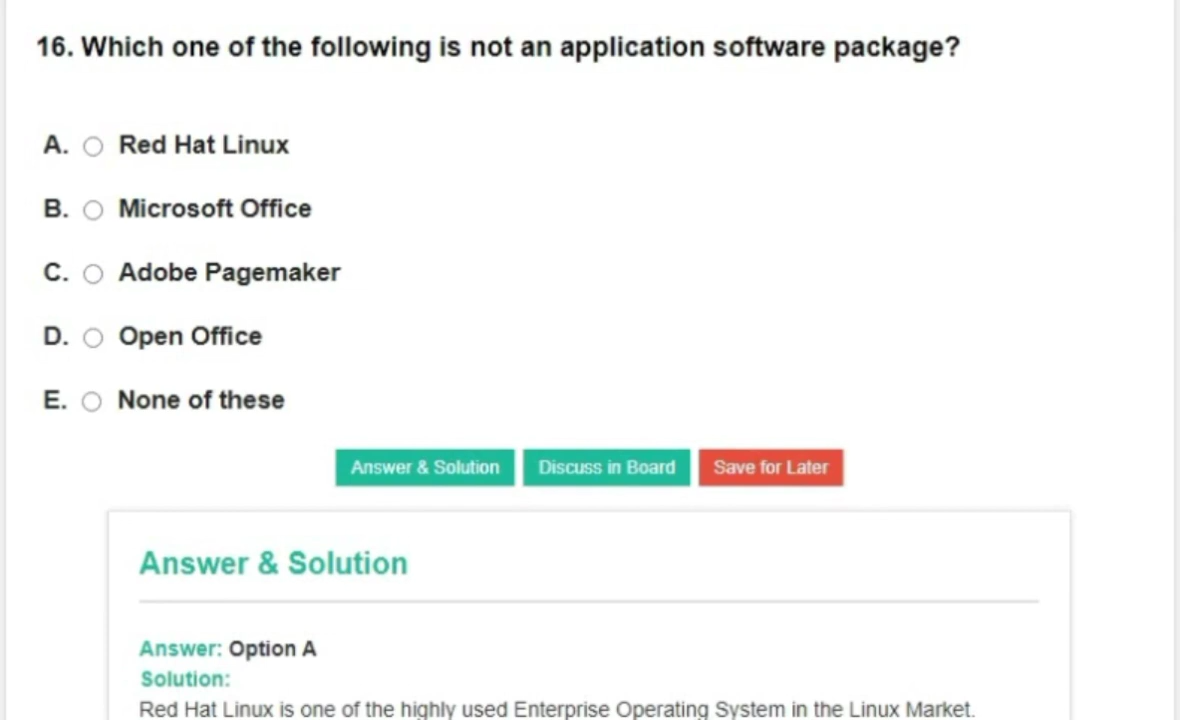 16. Which one of the following is not an application software package?
A. Red Hat Linux
B. Microsoft Office
C. Adobe Pagemaker
D. Open Office
E. None of these
Answer & Solution Discuss in Board Save for Later
Answer & Solution
Answer: Option A
Solution:
Red Hat Linux is one of the highly used Enterprise Operating System in the Linux Market.